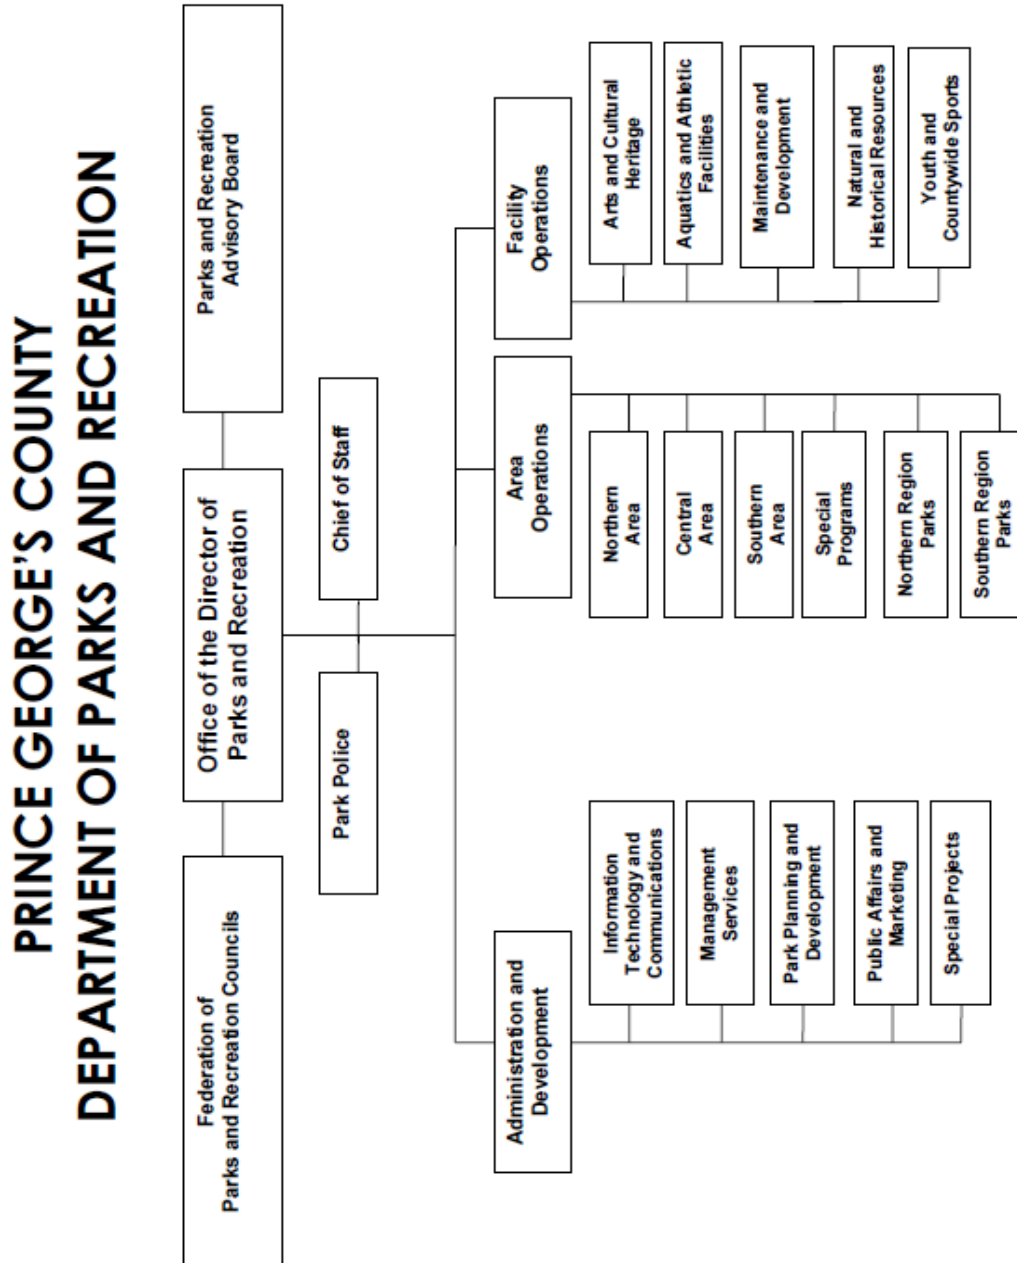 PRINCE GEORGE'S COUNTY
DEPARTMENT OF PARKS AND RECREATION
Federation of
Parks and Recreation Councils
Office of the Director of
Parks and Recreation
Parks and Recreation
Advisory Board
Park Police
Chief of Staff
Administration and
Development
Area
Operations
Facility
Operations
Information
Technology and
Communications
Management
Services
Park Planning and
Development
Public Affairs and
Marketing
Special Projects
Northern
Area
Central
Area
Southern
Area
Special
Programs
Northern Region
Parks
Southern Region
Parks
Arts and Cultural
Heritage
Aquatics and Athletic
Facilities
Maintenance and
Development
Natural and
Historical Resources
Youth and
Countywide Sports